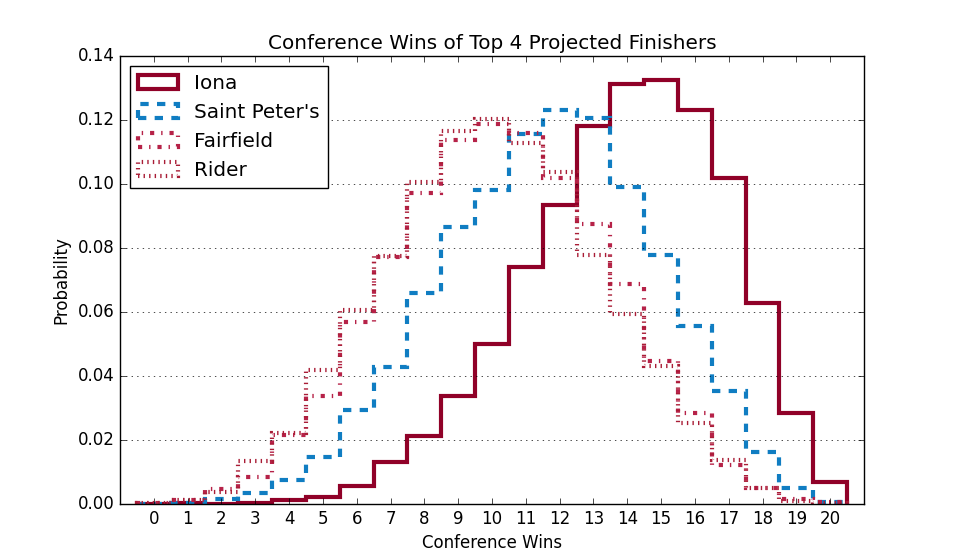 Conference Wins of Top 4 Projected Finishers
Iona
Saint Peter's
Fairfield
Rider
0.14
0.12
0.10
0.08
0.06
0.04
0.02
0.00
Probability
0 1 2 3 4 5 6 7 8 9 10 11 12 13 14 15 16 17 18 19 20
Conference Wins